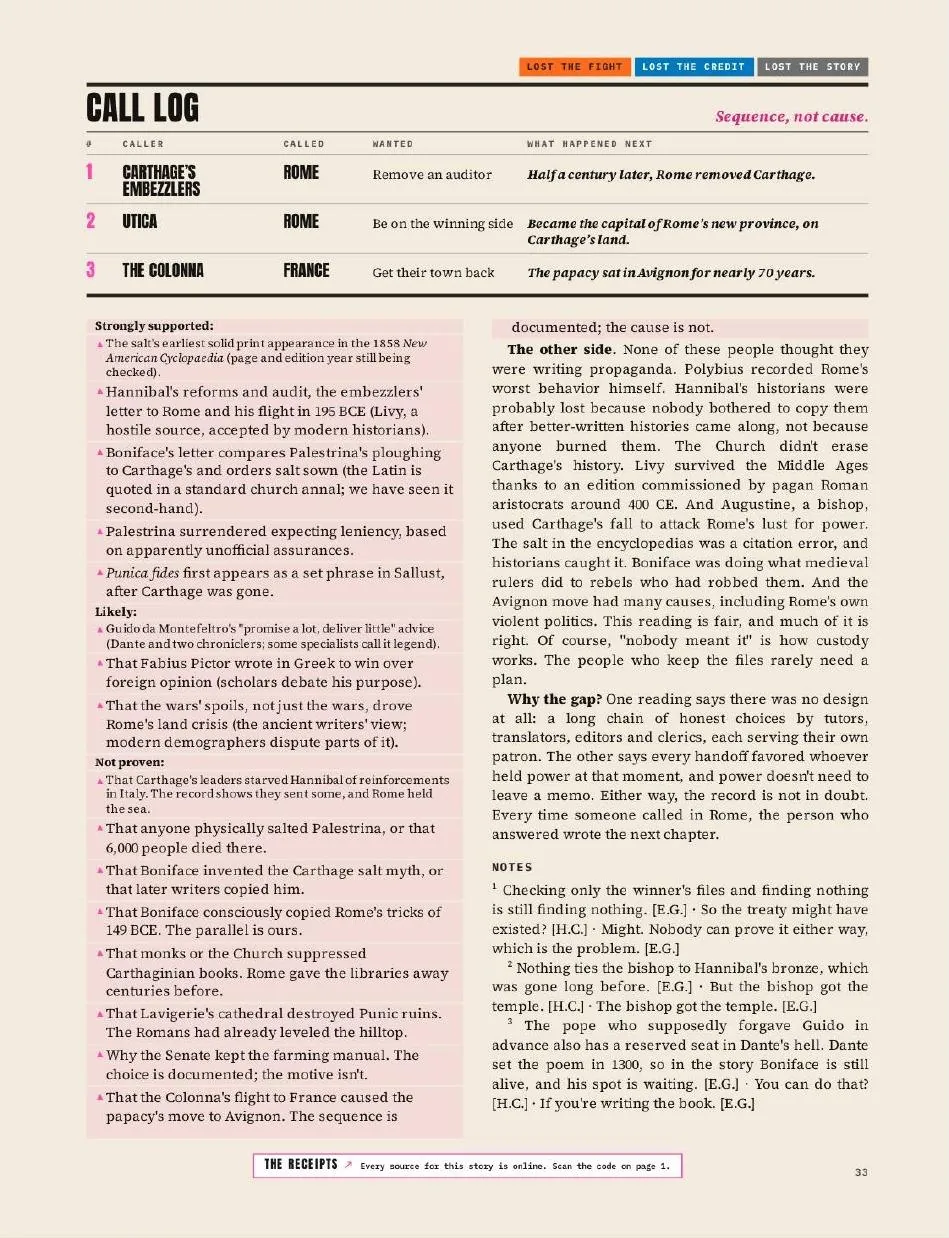 LOST THE FIGHT LOST THE CREDIT LOST THE STORY
CALL LOG
Sequence, not cause.
# CALLER CALLED WANTED WHAT HAPPENED NEXT
1 CARTHAGE'S EMBEZZLERS ROME Remove an auditor Half a century later, Rome removed Carthage.
2 UTICA ROME Be on the winning side Became the capital of Rome's new province, on
Carthage's land.
3 THE COLONNA FRANCE Get their town back The papacy sat in Avignon for nearly 70 years.
Strongly supported:
▲ The salt's earliest solid print appearance in the 1858 New
American Cyclopaedia (page and edition year still being
checked).
▲ Hannibal's reforms and audit, the embezzlers'
letter to Rome and his flight in 195 BCE (Livy, a
hostile source, accepted by modern historians).
▲ Boniface's letter compares Palestrina's ploughing
to Carthage's and orders salt sown (the Latin is
quoted in a standard church annal; we have seen it
second-hand).
▲ Palestrina surrendered expecting leniency, based
on apparently unofficial assurances.
▲ Punica fides first appears as a set phrase in Sallust,
after Carthage was gone.
Likely:
▲ Guido da Montefeltro's "promise a lot, deliver little" advice
(Dante and two chroniclers; some specialists call it legend).
▲ That Fabius Pictor wrote in Greek to win over
foreign opinion (scholars debate his purpose).
▲ That the wars' spoils, not just the wars, drove
Rome's land crisis (the ancient writers' view;
modern demographers dispute parts of it).
Not proven:
▲ That Carthage's leaders starved Hannibal of reinforcements
in Italy. The record shows they sent some, and Rome held
the sea.
▲ That anyone physically salted Palestrina, or that
6,000 people died there.
▲ That Boniface invented the Carthage salt myth, or
that later writers copied him.
▲ That Boniface consciously copied Rome's tricks of
149 BCE. The parallel is ours.
▲ That monks or the Church suppressed
Carthaginian books. Rome gave the libraries away
centuries before.
▲ That Lavigerie's cathedral destroyed Punic ruins.
The Romans had already leveled the hilltop.
▲ Why the Senate kept the farming manual. The
choice is documented; the motive isn't.
▲ That the Colonna's flight to France caused the
papacy's move to Avignon. The sequence is
documented; the cause is not.
The other side. None of these people thought they
were writing propaganda. Polybius recorded Rome's
worst behavior himself. Hannibal's historians were
probably lost because nobody bothered to copy them
after better-written histories came along, not because
anyone burned them. The Church didn't erase
Carthage's history. Livy survived the Middle Ages
thanks to an edition commissioned by pagan Roman
aristocrats around 400 CE. And Augustine, a bishop,
used Carthage's fall to attack Rome's lust for power.
The salt in the encyclopedias was a citation error, and
historians caught it. Boniface was doing what medieval
rulers did to rebels who had robbed them. And the
Avignon move had many causes, including Rome's own
violent politics. This reading is fair, and much of it is
right. Of course, "nobody meant it" is how custody
works. The people who keep the files rarely need a
plan.
Why the gap? One reading says there was no design
at all: a long chain of honest choices by tutors,
translators, editors and clerics, each serving their own
patron. The other says every handoff favored whoever
held power at that moment, and power doesn't need to
leave a memo. Either way, the record is not in doubt.
Every time someone called in Rome, the person who
answered wrote the next chapter.
NOTES
¹ Checking only the winner's files and finding nothing
is still finding nothing. [E.G.] · So the treaty might have
existed? [H.C.] · Might. Nobody can prove it either way,
which is the problem. [E.G.]
² Nothing ties the bishop to Hannibal's bronze, which
was gone long before. [E.G.] · But the bishop got the
temple. [H.C.] · The bishop got the temple. [E.G.]
³ The pope who supposedly forgave Guido in
advance also has a reserved seat in Dante's hell. Dante
set the poem in 1300, so in the story Boniface is still
alive, and his spot is waiting. [E.G.] · You can do that?
[H.C.] · If you're writing the book. [E.G.]
THE RECEIPTS ↗ Every source for this story is online. Scan the code on page 1.
33